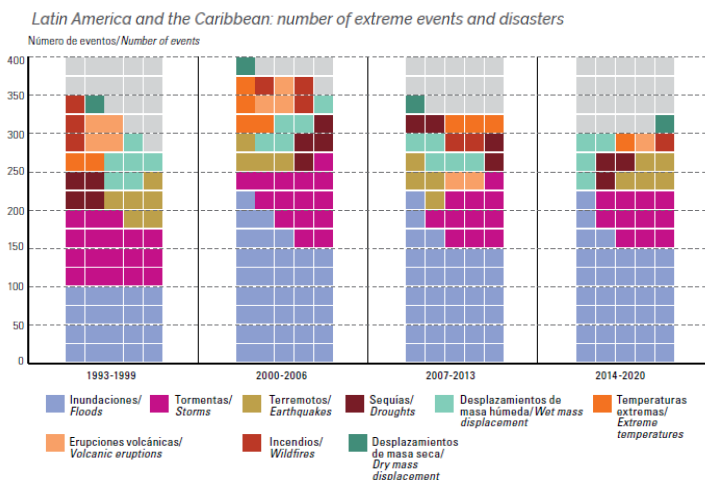 Latin America and the Caribbean: number of extreme events and disasters
Número de eventos/Number of events
400
350
300
250
200
150
100
50
0
1993-1999
2000-2006
2007-2013
2014-2020
Inundaciones/
Floods
Tormentas/
Storms
Terremotos/
Earthquakes
Sequías/
Droughts
Desplazamientos de
masa húmeda/Wet mass
displacement
Temperaturas
extremas/
Extreme
temperatures
Erupciones volcánicas/
Volcanic eruptions
Incendios/
Wildfires
Desplazamientos
de masa seca/
Dry mass
displacement